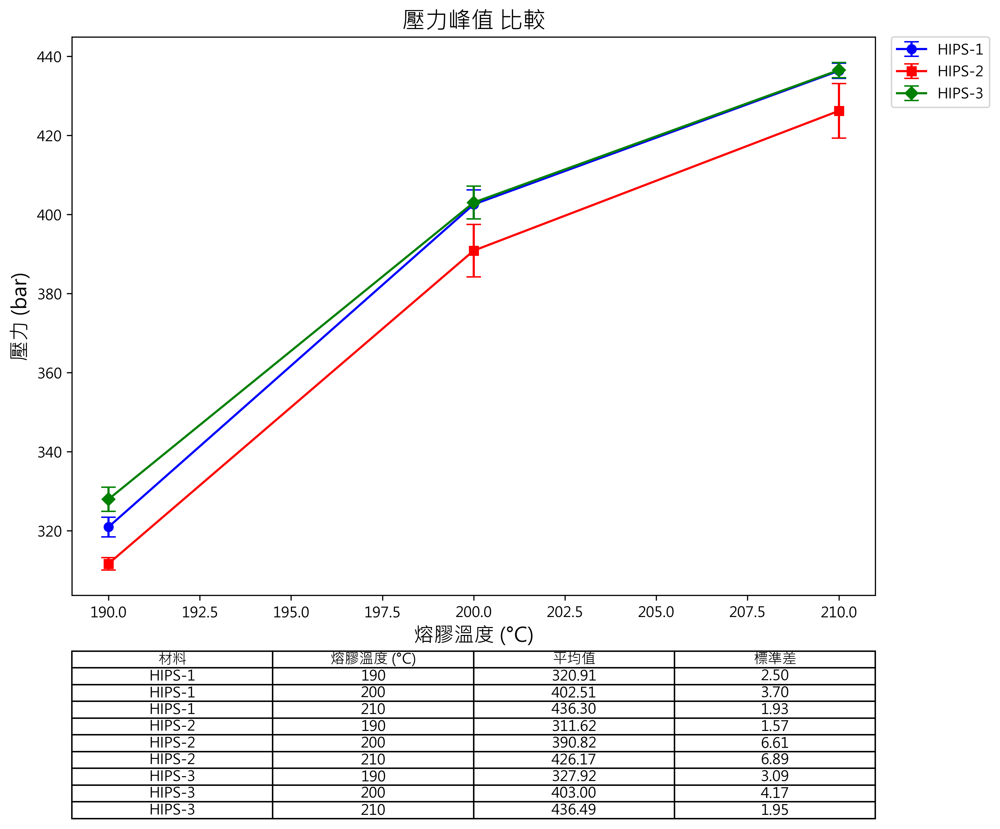 壓力峰值 比較
HIPS-1
HIPS-2
HIPS-3
壓力 (bar)
440
420
400
380
360
340
320
190.0 192.5 195.0 197.5 200.0 202.5 205.0 207.5 210.0
熔膠溫度 (°C)
材料 熔膠溫度 (°C) 平均值 標準差
HIPS-1 190 320.91 2.50
HIPS-1 200 402.51 3.70
HIPS-1 210 436.30 1.93
HIPS-2 190 311.62 1.57
HIPS-2 200 390.82 6.61
HIPS-2 210 426.17 6.89
HIPS-3 190 327.92 3.09
HIPS-3 200 403.00 4.17
HIPS-3 210 436.49 1.95